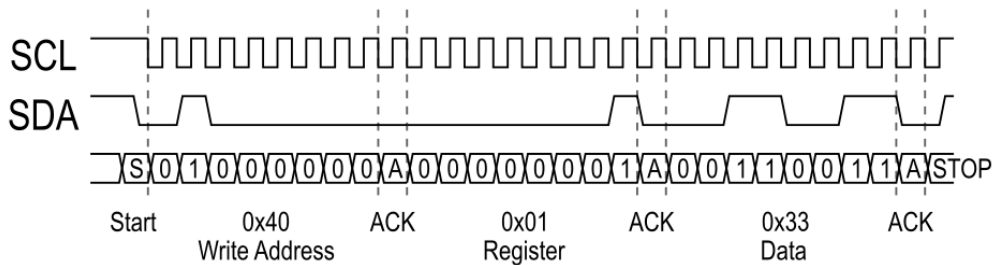 SCL
SDA
S 0 1 0 0 0 0 0 0 A 0 0 0 0 0 0 0 1 A 0 0 1 1 0 0 1 1 A STOP
Start 0x40 ACK 0x01 ACK 0x33 ACK
Write Address Register Data